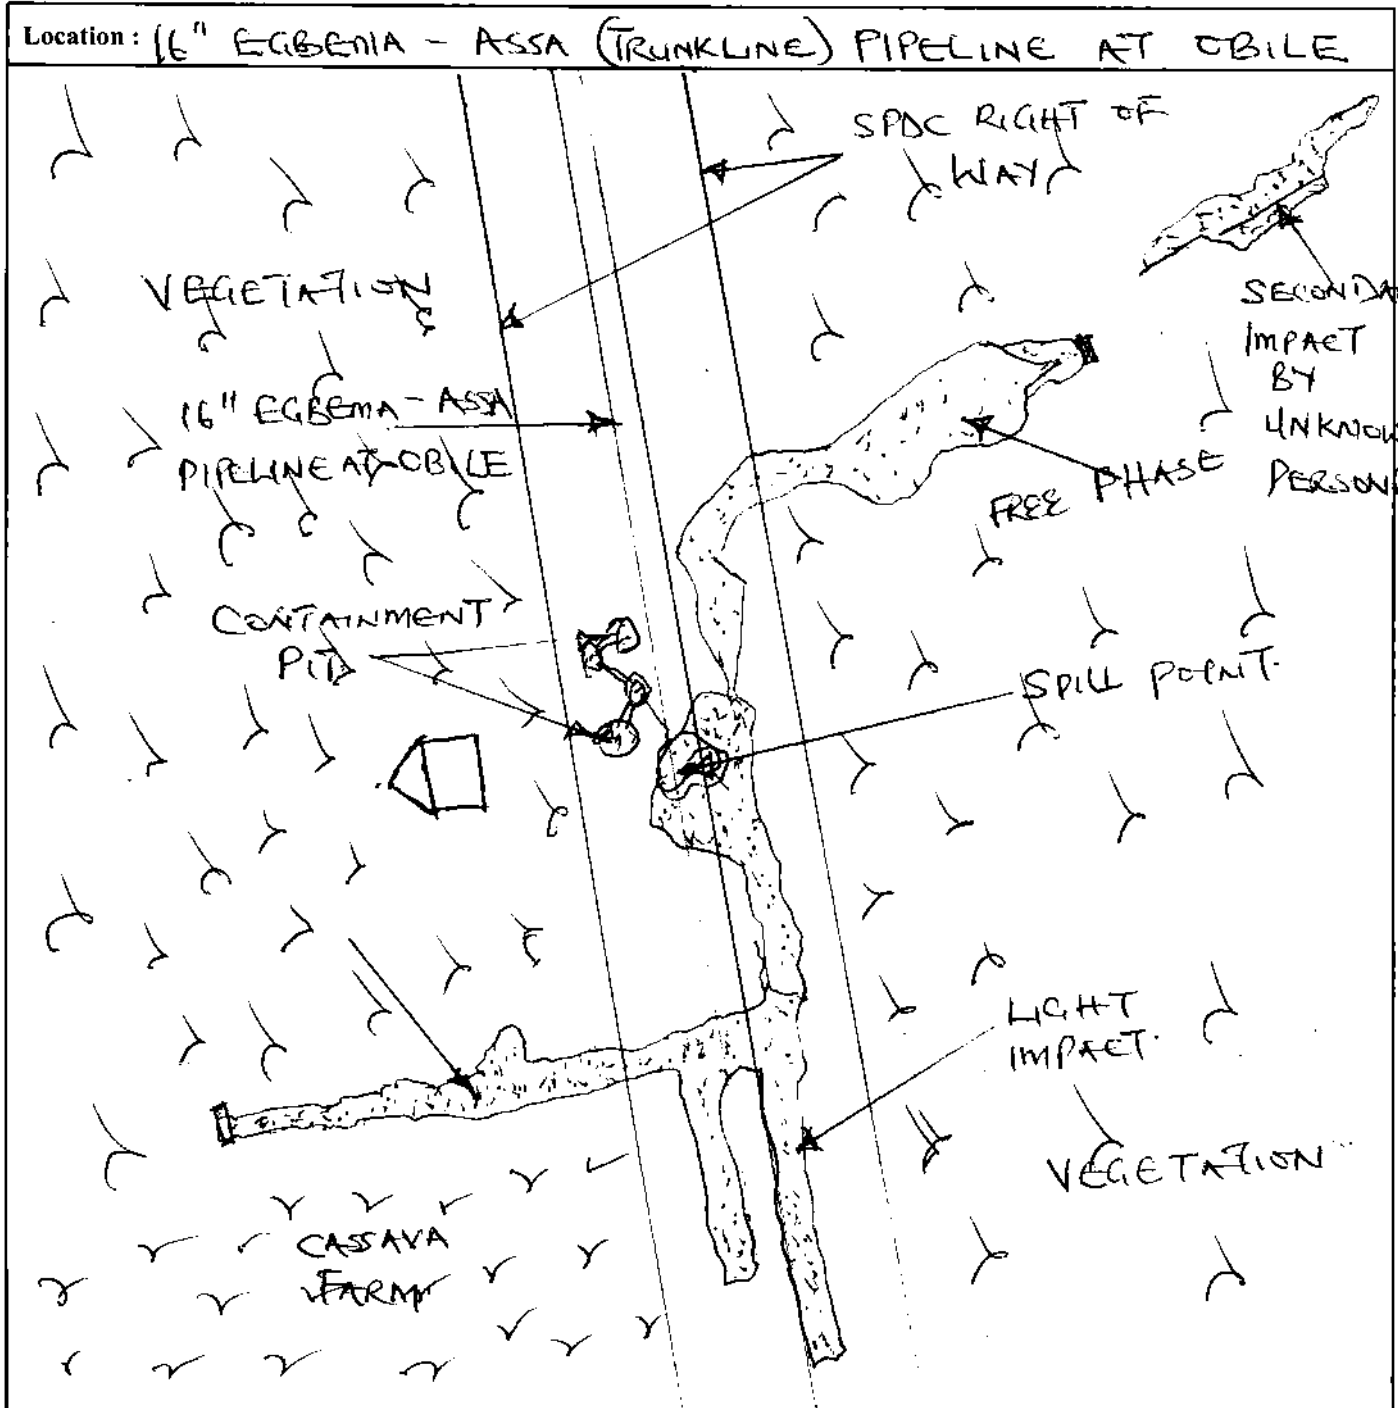 Location : 16" EGBEMA - ASSA (TRUNKLINE) PIPELINE AT OBILE
SPDC RIGHT OF
WAY
VEGETATION
SECONDA
IMPACT
BY
UNKNOW
PERSON
16" EGBEMA - ASSA
PIPELINE AT OBILE
FREE PHASE
CONTAINMENT
PIT
SPILL POINT.
LIGHT
IMPACT.
VEGETATION
CASSAVA
FARM